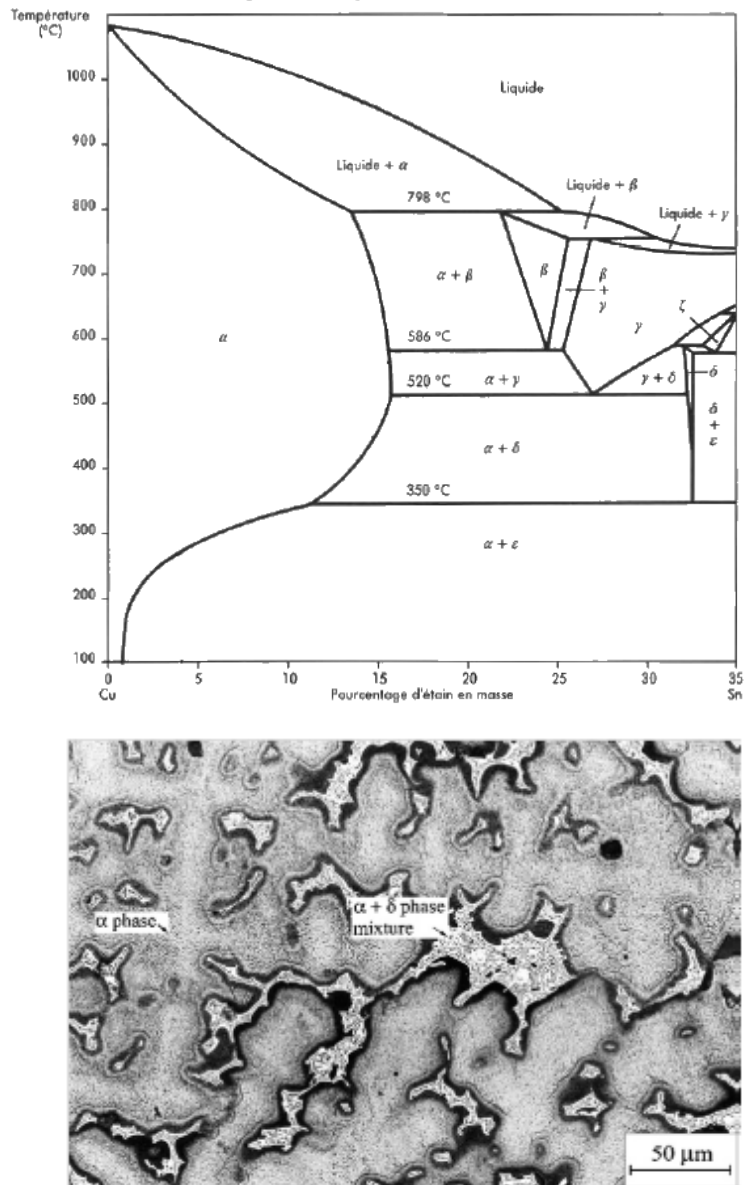 Température
(°C)
1000
900
800
700
600
500
400
300
200
100
Liquide
Liquide + α
798 °C
Liquide + β
Liquide + γ
α + β
β
β
+
γ
γ
ζ
α
586 °C
520 °C
α + γ
γ + δ
δ
δ
+
ε
α + δ
350 °C
α + ε
0
5
10
15
20
25
30
35
Cu
Pourcentage d'étain en masse
Sn
α phase
α + δ phase
mixture
50 μm